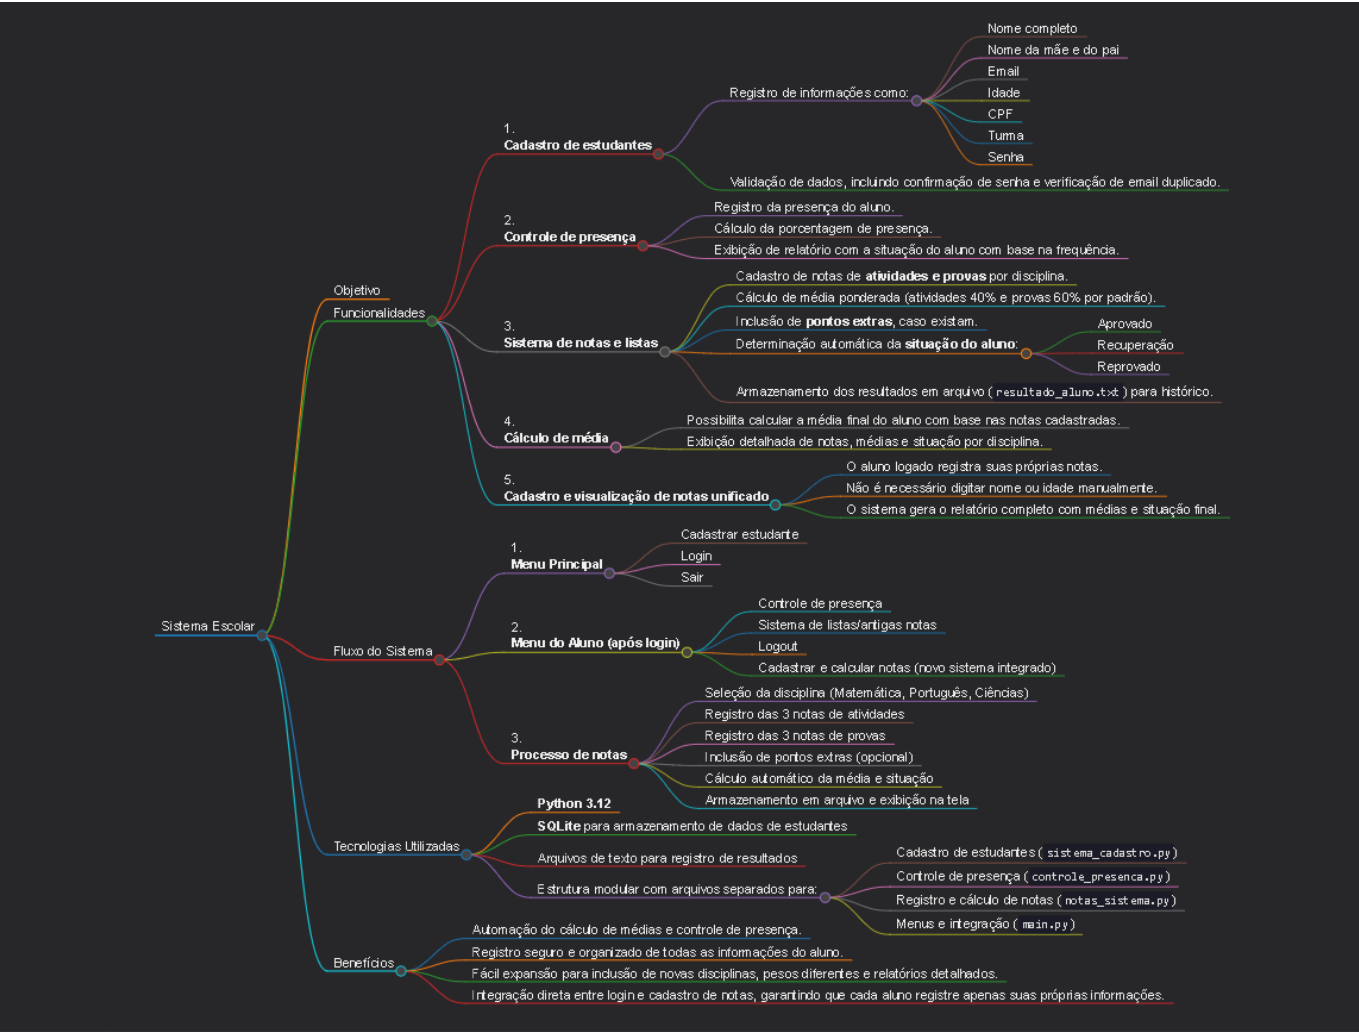 Sistema Escolar
Objetivo
Funcionalidades
1.
Cadastro de estudantes
Registro de informações como:
Nome completo
Nome da mãe e do pai
Email
Idade
CPF
Turma
Senha
Validação de dados, incluindo confirmação de senha e verificação de email duplicado.
2.
Controle de presença
Registro da presença do aluno.
Cálculo da porcentagem de presença.
Exibição de relatório com a situação do aluno com base na frequência.
3.
Sistema de notas e listas
Cadastro de notas de atividades e provas por disciplina.
Cálculo de média ponderada (atividades 40% e provas 60% por padrão).
Inclusão de pontos extras, caso existam.
Determinação automática da situação do aluno:
Aprovado
Recuperação
Reprovado
Armazenamento dos resultados em arquivo ( resultado_aluno.txt ) para histórico.
4.
Cálculo de média
Possibilita calcular a média final do aluno com base nas notas cadastradas.
Exibição detalhada de notas, médias e situação por disciplina.
5.
Cadastro e visualização de notas unificado
O aluno logado registra suas próprias notas.
Não é necessário digitar nome ou idade manualmente.
O sistema gera o relatório completo com médias e situação final.
Fluxo do Sistema
1.
Menu Principal
Cadastrar estudante
Login
Sair
2.
Menu do Aluno (após login)
Controle de presença
Sistema de listas/antigas notas
Logout
Cadastrar e calcular notas (novo sistema integrado)
3.
Processo de notas
Seleção da disciplina (Matemática, Português, Ciências)
Registro das 3 notas de atividades
Registro das 3 notas de provas
Inclusão de pontos extras (opcional)
Cálculo automático da média e situação
Armazenamento em arquivo e exibição na tela
Tecnologias Utilizadas
Python 3.12
SQLite para armazenamento de dados de estudantes
Arquivos de texto para registro de resultados
Estrutura modular com arquivos separados para:
Cadastro de estudantes ( sistema_cadastro.py )
Controle de presença ( controle_presenca.py )
Registro e cálculo de notas ( notas_sistema.py )
Menus e integração ( main.py )
Benefícios
Automação do cálculo de médias e controle de presença.
Registro seguro e organizado de todas as informações do aluno.
Fácil expansão para inclusão de novas disciplinas, pesos diferentes e relatórios detalhados.
Integração direta entre login e cadastro de notas, garantindo que cada aluno registre apenas suas próprias informações.